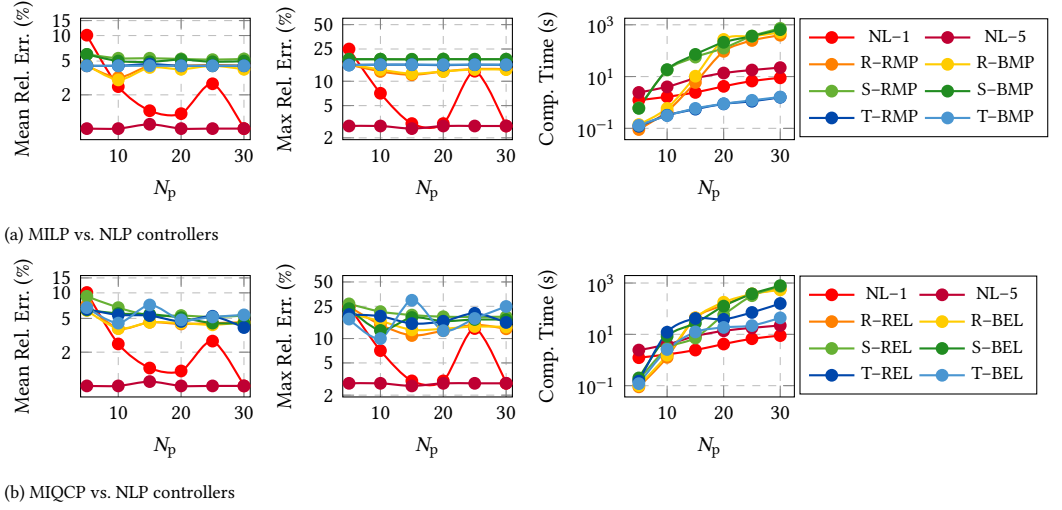 Mean Rel. Err. (%)
15
10
5
2
10 20 30
N_p
Max Rel. Err. (%)
50
25
10
5
2
10 20 30
N_p
Comp. Time (s)
10^3
10^1
10^−1
10 20 30
N_p
NL−1 NL−5
R−RMP R−BMP
S−RMP S−BMP
T−RMP T−BMP
(a) MILP vs. NLP controllers
Mean Rel. Err. (%)
15
10
5
2
10 20 30
N_p
Max Rel. Err. (%)
50
25
10
5
2
10 20 30
N_p
Comp. Time (s)
10^3
10^1
10^−1
10 20 30
N_p
NL−1 NL−5
R−REL R−BEL
S−REL S−BEL
T−REL T−BEL
(b) MIQCP vs. NLP controllers